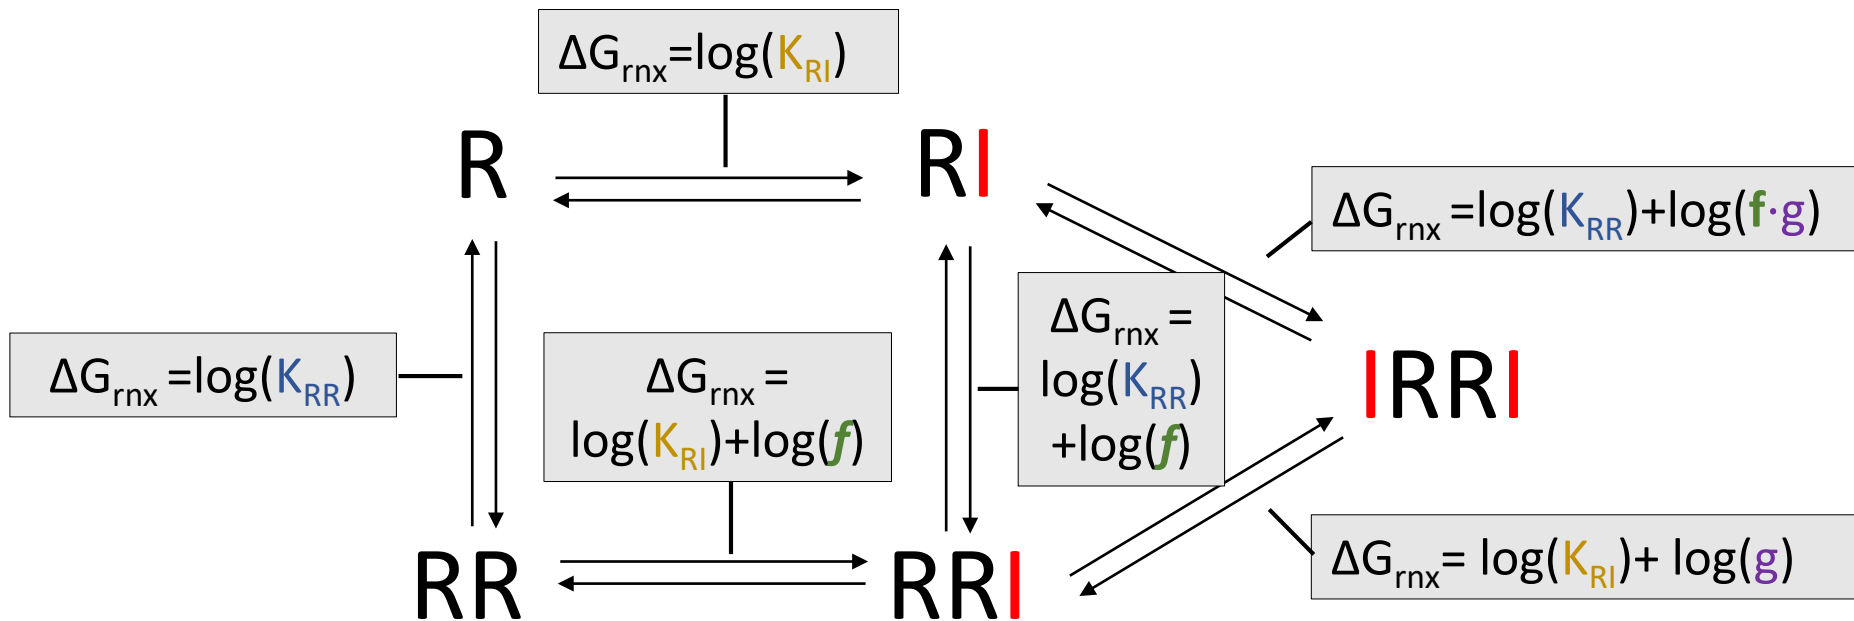 ΔGrnx=log(KRI)
R
RI
ΔGrnx =log(KRR)+log(f·g)
ΔGrnx =
log(KRR)
+log(f)
ΔGrnx =log(KRR)
ΔGrnx =
log(KRI)+log(f)
IRRI
RR
RRI
ΔGrnx= log(KRI)+ log(g)